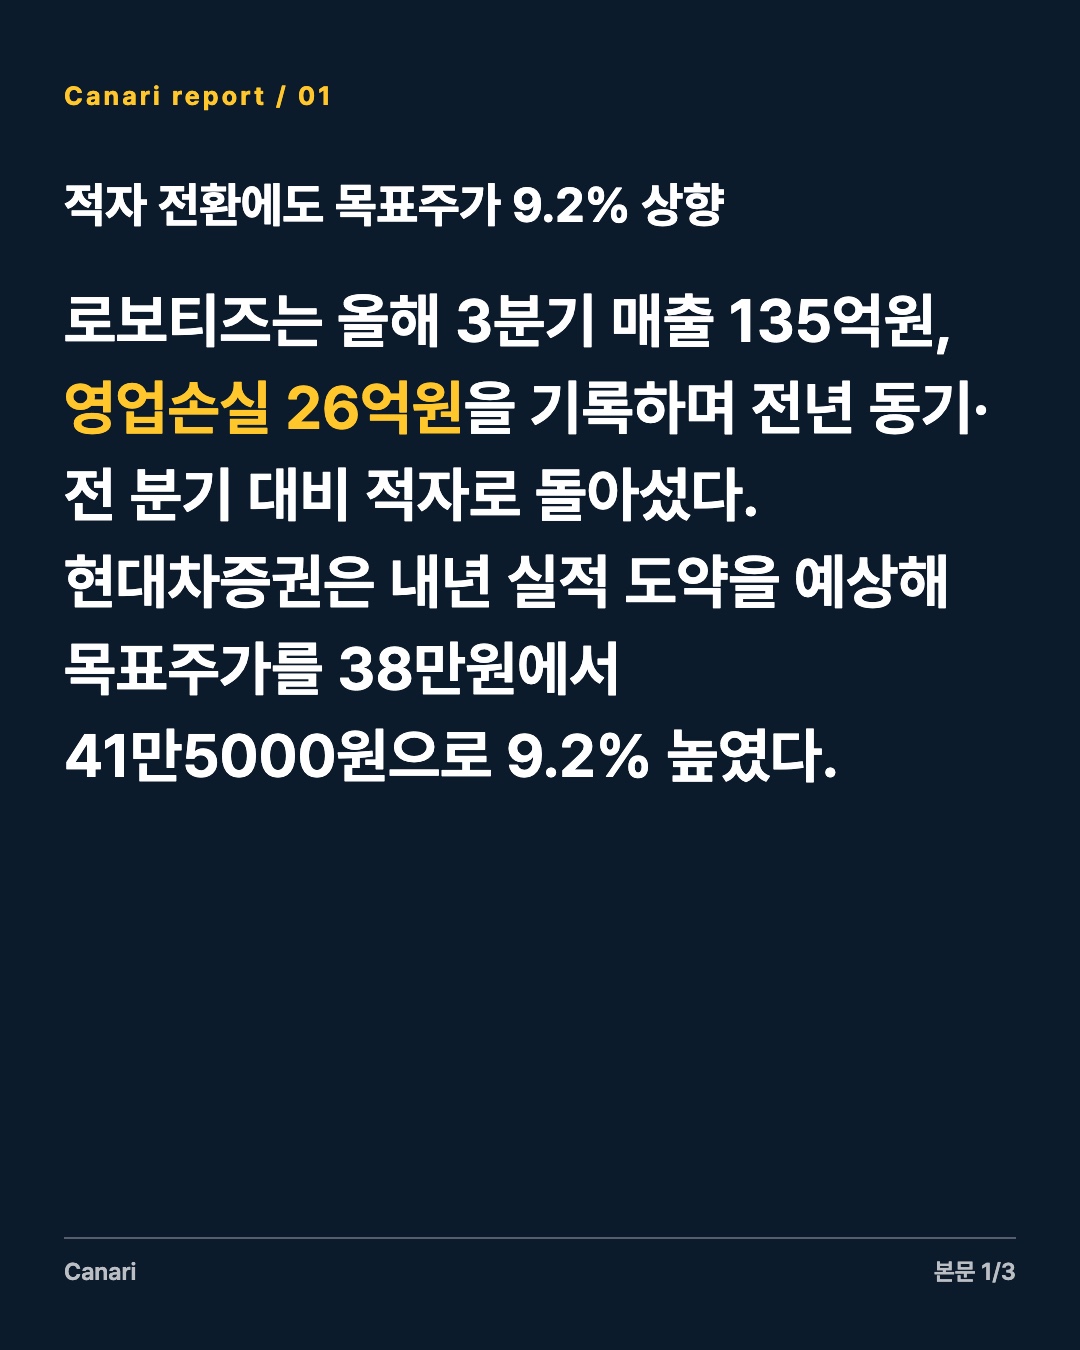 Canari report / 01
적자 전환에도 목표주가 9.2% 상향
로보티즈는 올해 3분기 매출 135억원,
영업손실 26억원을 기록하며 전년 동기·
전 분기 대비 적자로 돌아섰다.
현대차증권은 내년 실적 도약을 예상해
목표주가를 38만원에서
41만5000원으로 9.2% 높였다.
Canari
본문 1/3